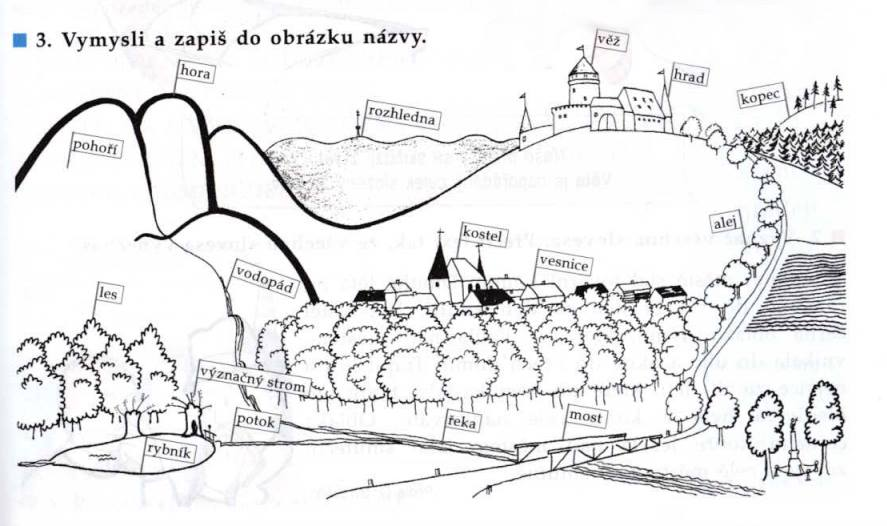 3. Vymysli a zapiš do obrázku názvy.
věž
hora
hrad
kopec
rozhledna
pohoří
alej
kostel
vesnice
vodopád
les
význačný strom
potok
řeka
most
rybník